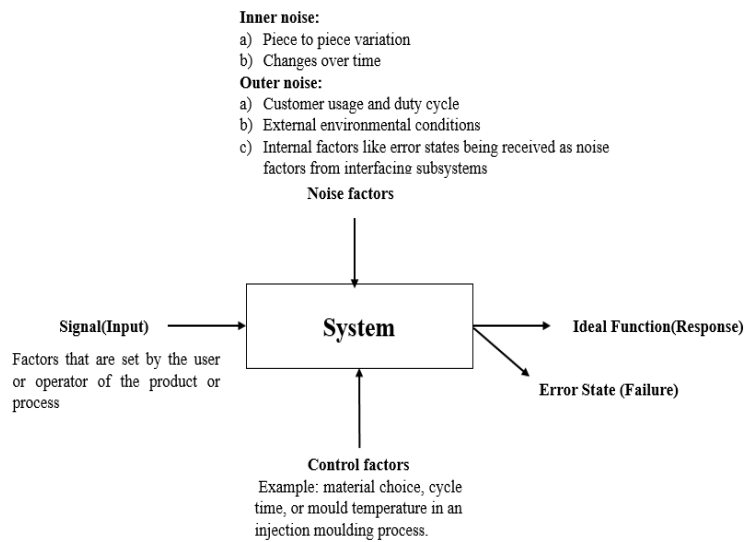 Inner noise:
a) Piece to piece variation
b) Changes over time
Outer noise:
a) Customer usage and duty cycle
b) External environmental conditions
c) Internal factors like error states being received as noise
factors from interfacing subsystems
Noise factors
Signal(Input)
Factors that are set by the user
or operator of the product or
process
System
Ideal Function(Response)
Error State (Failure)
Control factors
Example: material choice, cycle
time, or mould temperature in an
injection moulding process.